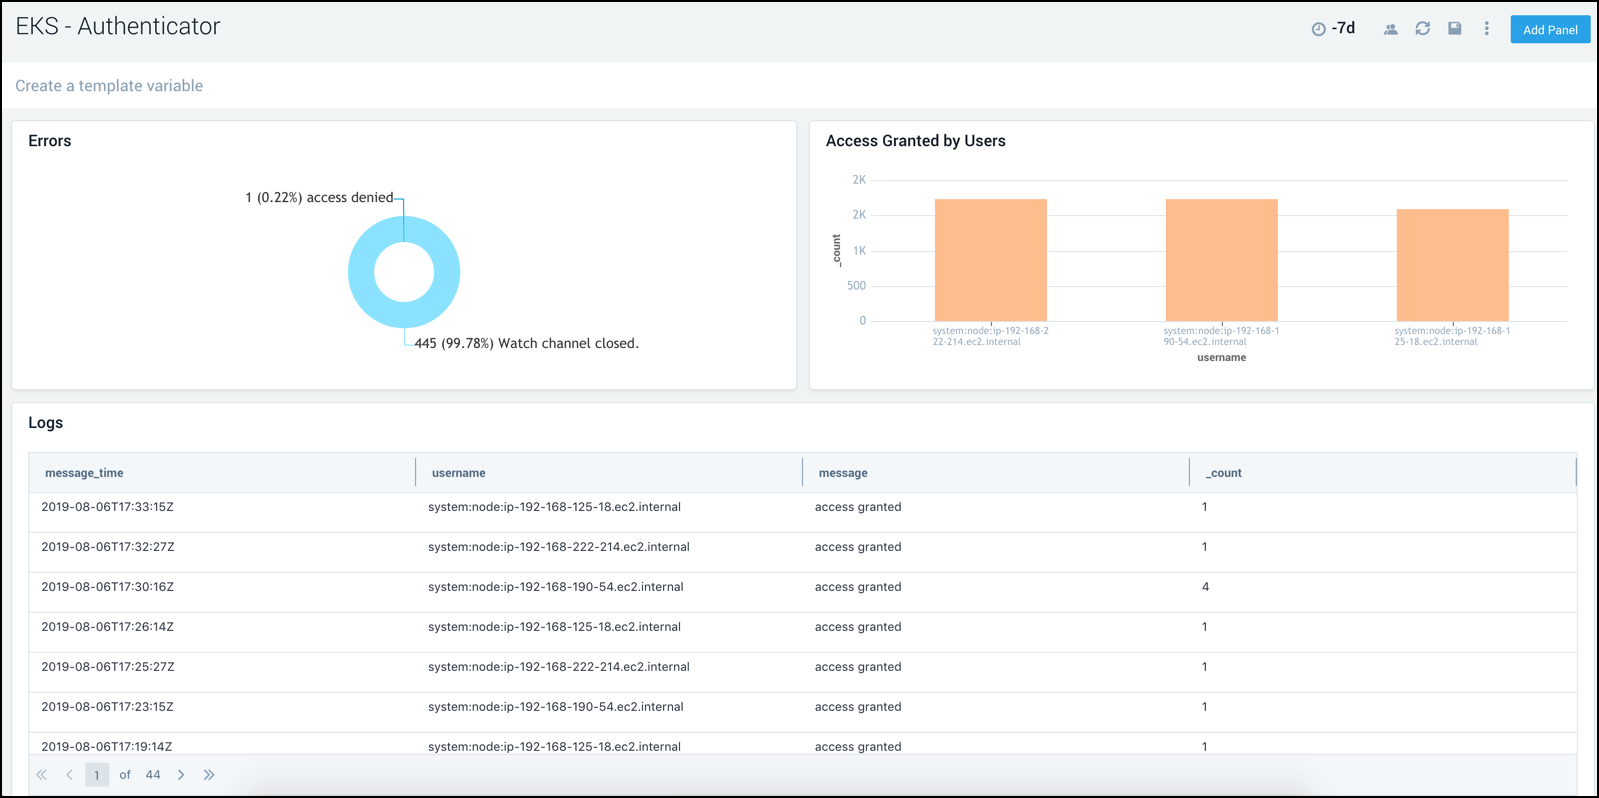 EKS - Authenticator
-7d
Add Panel
Create a template variable
Errors
1 (0.22%) access denied
445 (99.78%) Watch channel closed.
Access Granted by Users
2K
2K
1K
500
0
_count
system:node:ip-192-168-2
22-214.ec2.internal
system:node:ip-192-168-1
90-54.ec2.internal
system:node:ip-192-168-1
25-18.ec2.internal
username
Logs
message_time username message _count
2019-08-06T17:33:15Z system:node:ip-192-168-125-18.ec2.internal access granted 1
2019-08-06T17:32:27Z system:node:ip-192-168-222-214.ec2.internal access granted 1
2019-08-06T17:30:16Z system:node:ip-192-168-190-54.ec2.internal access granted 4
2019-08-06T17:26:14Z system:node:ip-192-168-125-18.ec2.internal access granted 1
2019-08-06T17:25:27Z system:node:ip-192-168-222-214.ec2.internal access granted 1
2019-08-06T17:23:15Z system:node:ip-192-168-190-54.ec2.internal access granted 1
2019-08-06T17:19:14Z system:node:ip-192-168-125-18.ec2.internal access granted 1
1 of 44